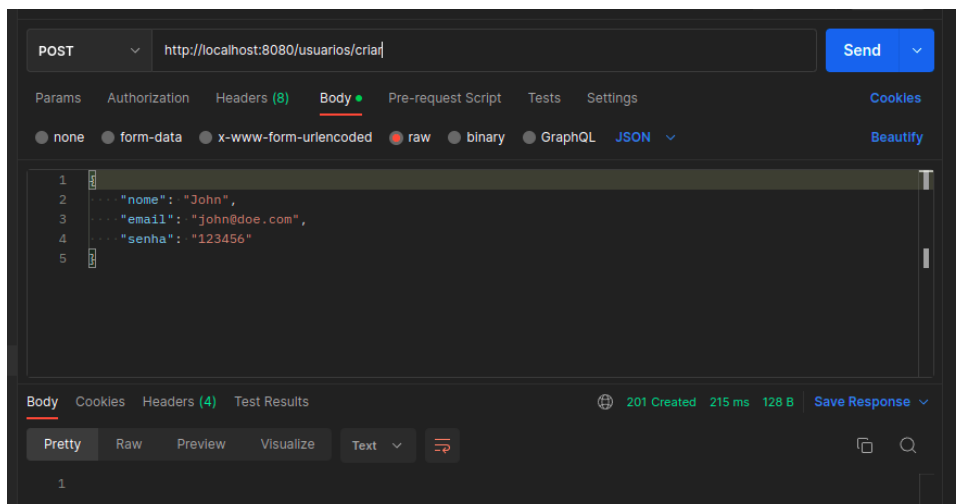 POST http://localhost:8080/usuarios/criar Send
Params Authorization Headers (8) Body Pre-request Script Tests Settings Cookies
none form-data x-www-form-urlencoded raw binary GraphQL JSON Beautify
1 {
2 "nome": "John",
3 "email": "john@doe.com",
4 "senha": "123456"
5 }
Body Cookies Headers (4) Test Results 201 Created 215 ms 128 B Save Response
Pretty Raw Preview Visualize Text
1